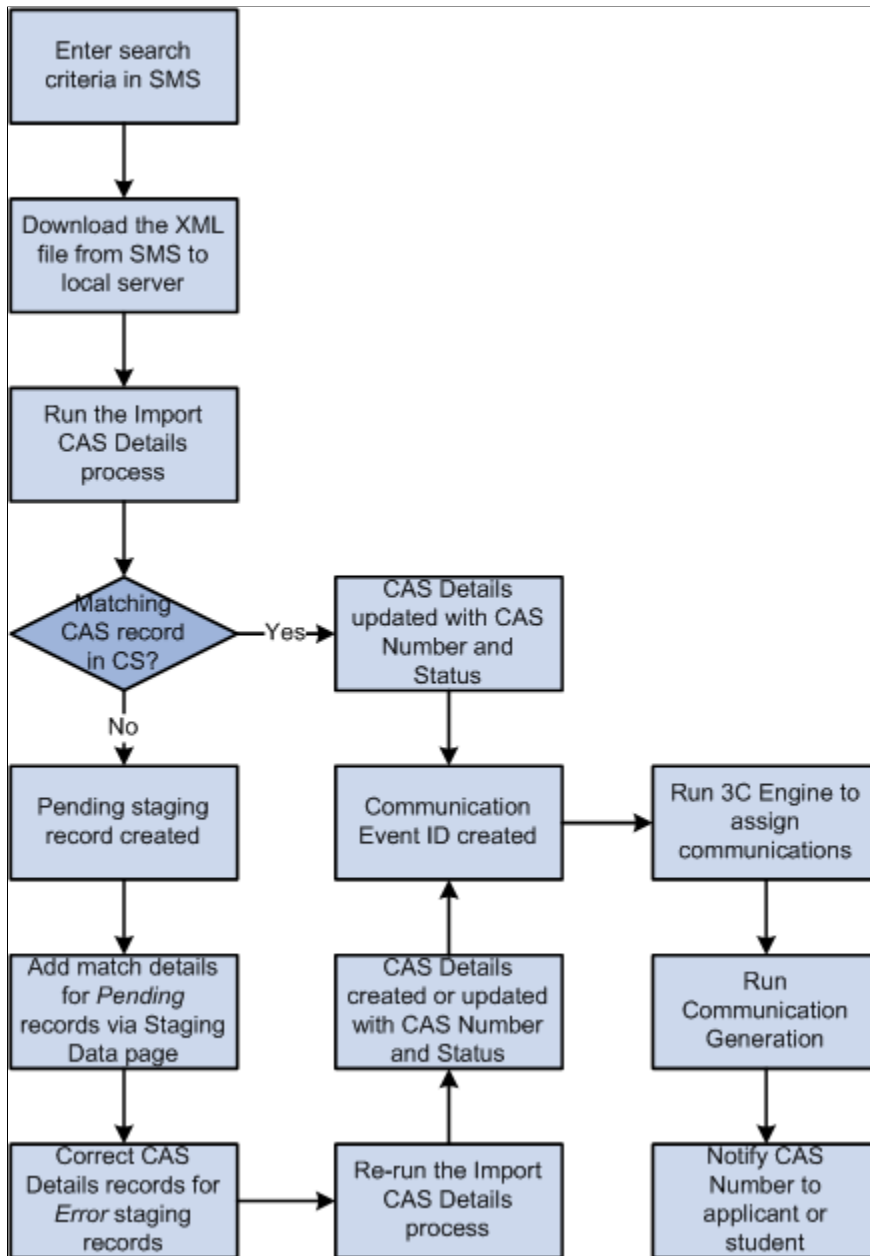 Enter search
criteria in SMS
Download the XML
file from SMS to
local server
Run the Import
CAS Details
process
Matching
CAS record
in CS?
Yes
CAS Details
updated with CAS
Number and
Status
No
Pending staging
record created
Communication
Event ID created
Run 3C Engine to
assign
communications
Add match details
for Pending
records via Staging
Data page
CAS Details
created or updated
with CAS Number
and Status
Run
Communication
Generation
Correct CAS
Details records for
Error staging
records
Re-run the Import
CAS Details
process
Notify CAS
Number to
applicant or
student